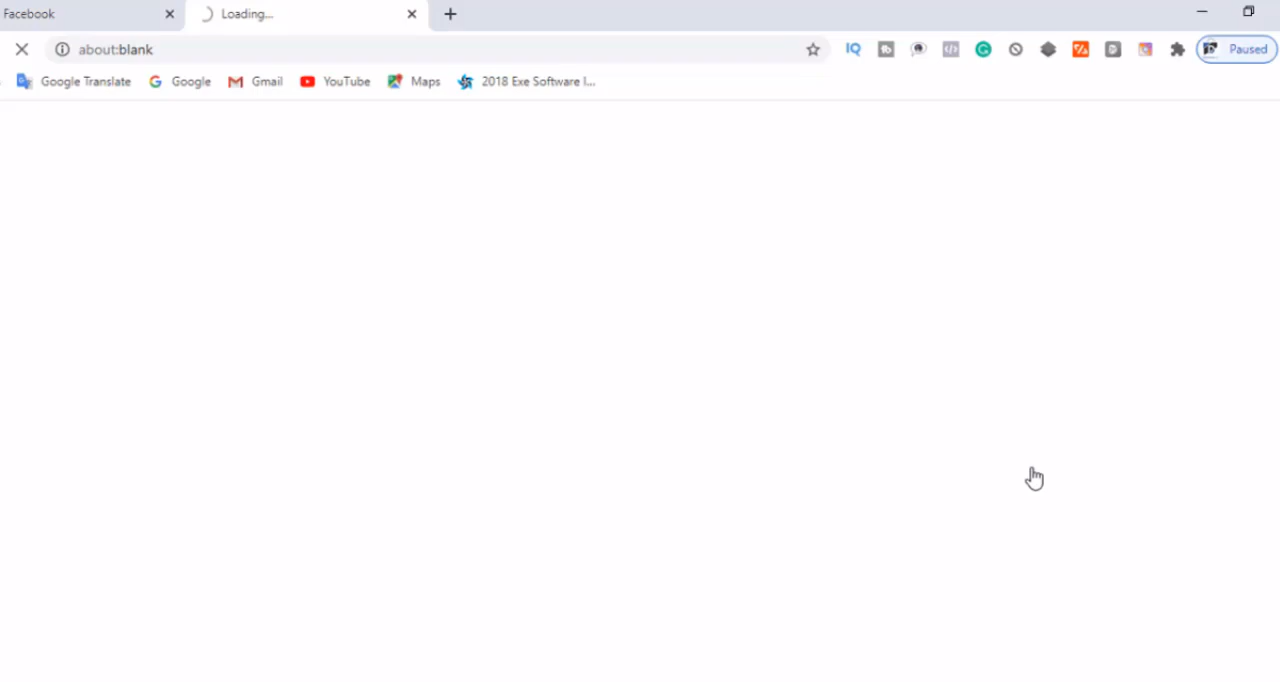 Facebook
Loading...
about:blank
IQ
Paused
Google Translate
Google
Gmail
YouTube
Maps
2018 Exe Software I...